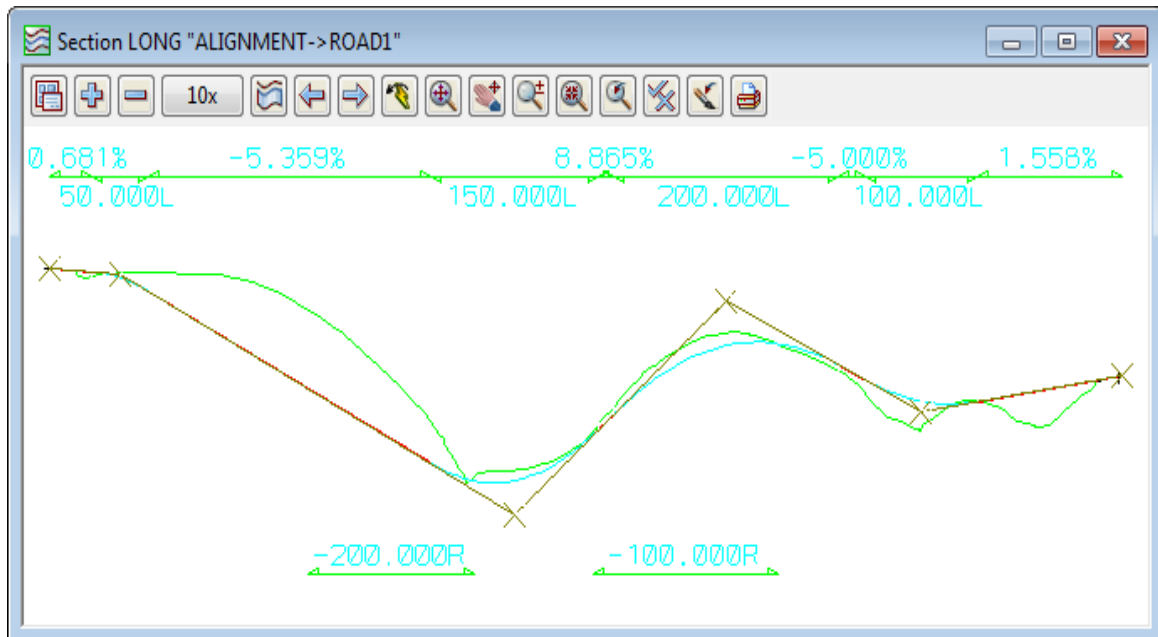 Section LONG "ALIGNMENT->ROAD1"
10x
0.681% -5.359% 8.865% -5.000% 1.558%
50.000L 150.000L 200.000L 100.000L
-200.000R -100.000R